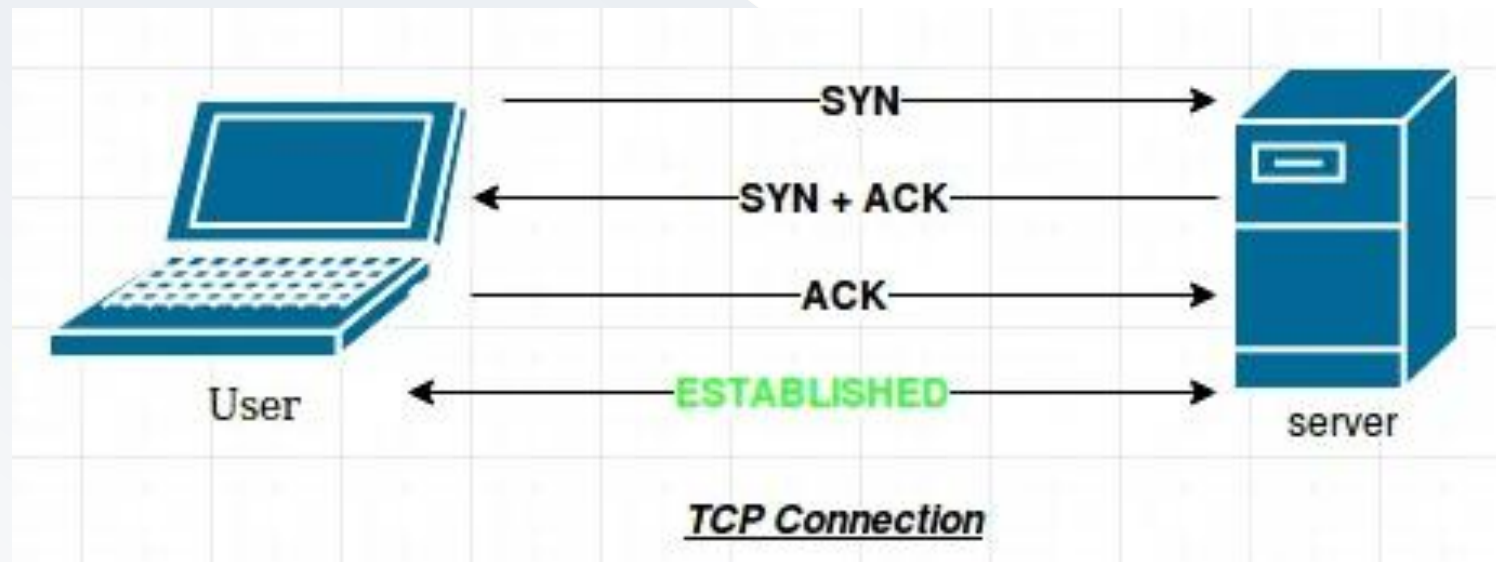 SYN
SYN + ACK
ACK
ESTABLISHED
User
server
TCP Connection